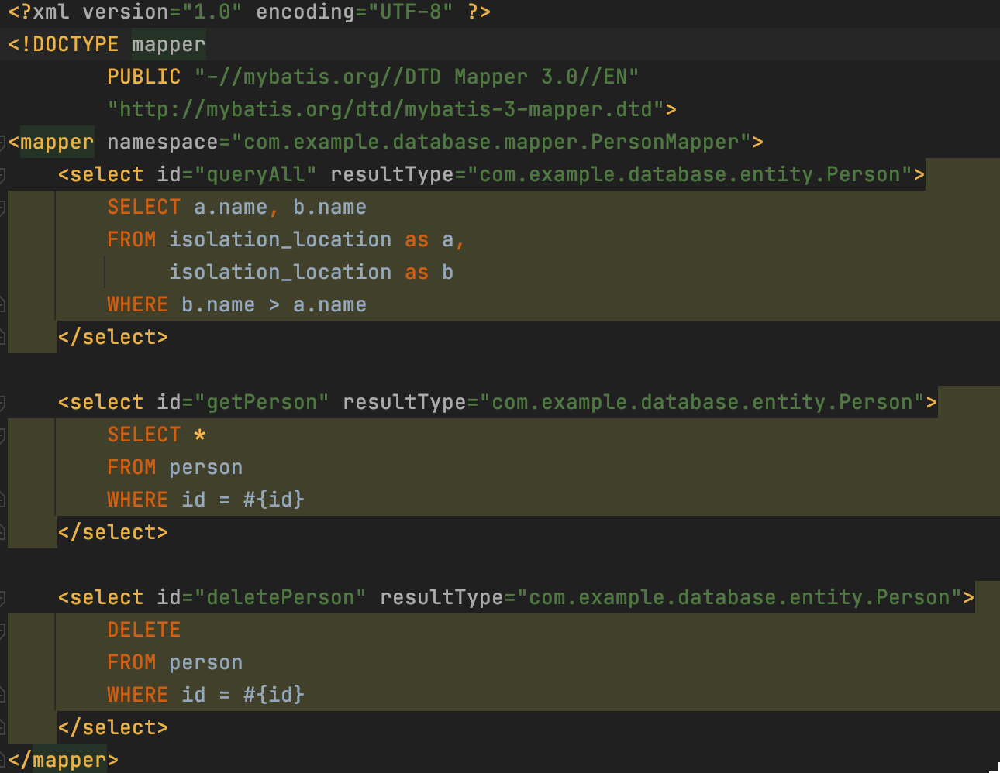 <?xml version="1.0" encoding="UTF-8" ?>
<!DOCTYPE mapper
        PUBLIC "-//mybatis.org//DTD Mapper 3.0//EN"
        "http://mybatis.org/dtd/mybatis-3-mapper.dtd">
<mapper namespace="com.example.database.mapper.PersonMapper">
    <select id="queryAll" resultType="com.example.database.entity.Person">
        SELECT a.name, b.name
        FROM isolation_location as a,
             isolation_location as b
        WHERE b.name > a.name
    </select>

    <select id="getPerson" resultType="com.example.database.entity.Person">
        SELECT *
        FROM person
        WHERE id = #{id}
    </select>

    <select id="deletePerson" resultType="com.example.database.entity.Person">
        DELETE
        FROM person
        WHERE id = #{id}
    </select>
</mapper>